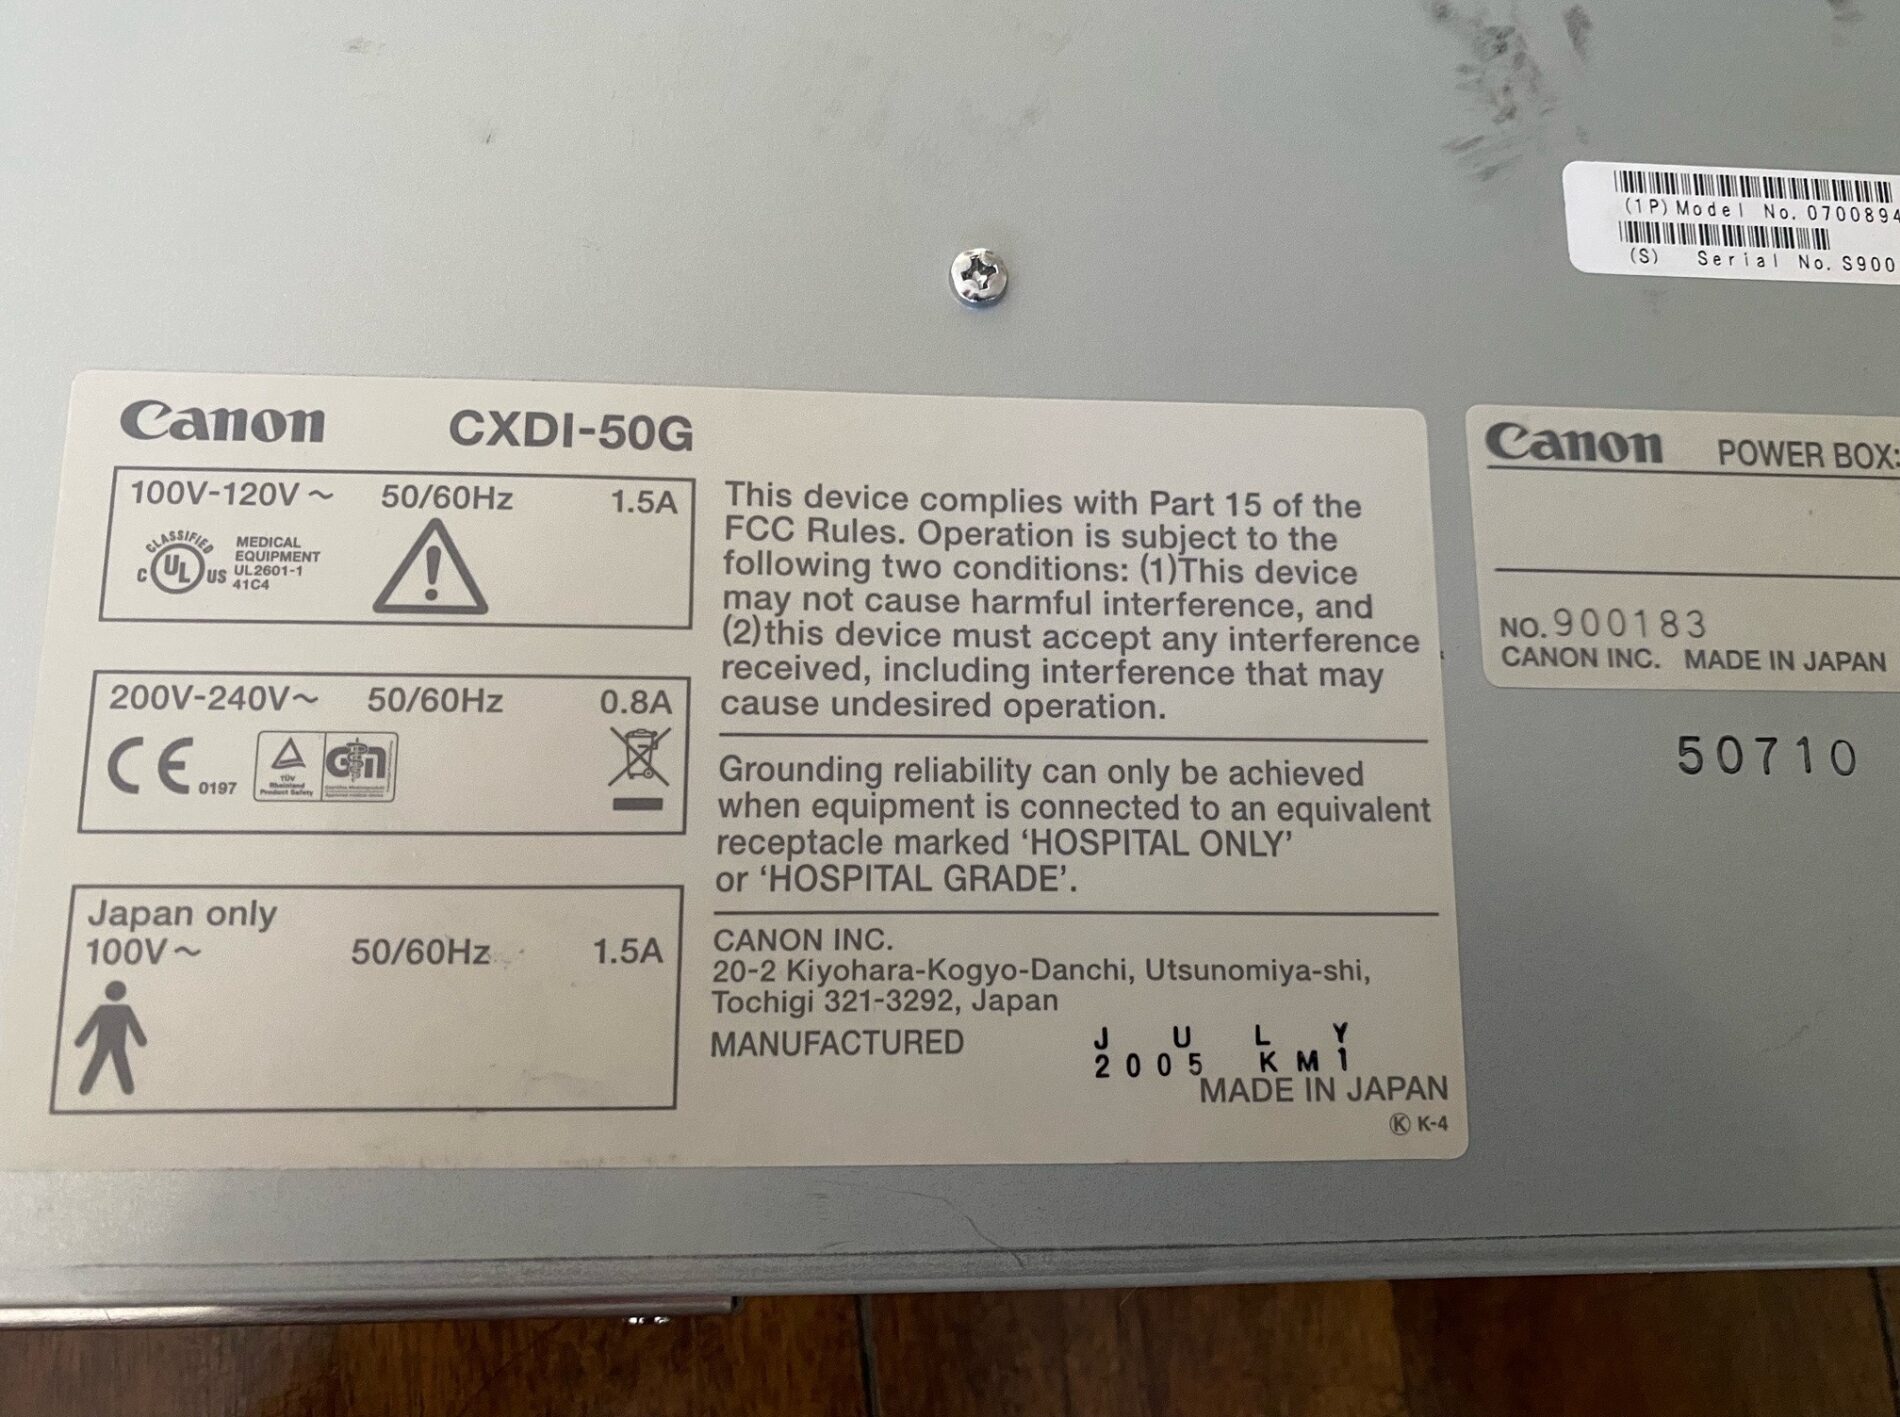 (1P)Model No.0700894
(S) Serial No.S900
Canon CXDI-50G
100V-120V~ 50/60Hz 1.5A
CLASSIFIED
C UL US
MEDICAL
EQUIPMENT
UL2601-1
41C4
200V-240V~ 50/60Hz 0.8A
CE 0197
TÜV
Rheinland
Product Safety
Japan only
100V~ 50/60Hz 1.5A
This device complies with Part 15 of the
FCC Rules. Operation is subject to the
following two conditions: (1)This device
may not cause harmful interference, and
(2)this device must accept any interference
received, including interference that may
cause undesired operation.
Grounding reliability can only be achieved
when equipment is connected to an equivalent
receptacle marked ‘HOSPITAL ONLY’
or ‘HOSPITAL GRADE’.
CANON INC.
20-2 Kiyohara-Kogyo-Danchi, Utsunomiya-shi,
Tochigi 321-3292, Japan
MANUFACTURED JULY
2005 KM1
MADE IN JAPAN
Ⓚ K-4
Canon POWER BOX:
NO.900183
CANON INC. MADE IN JAPAN
50710